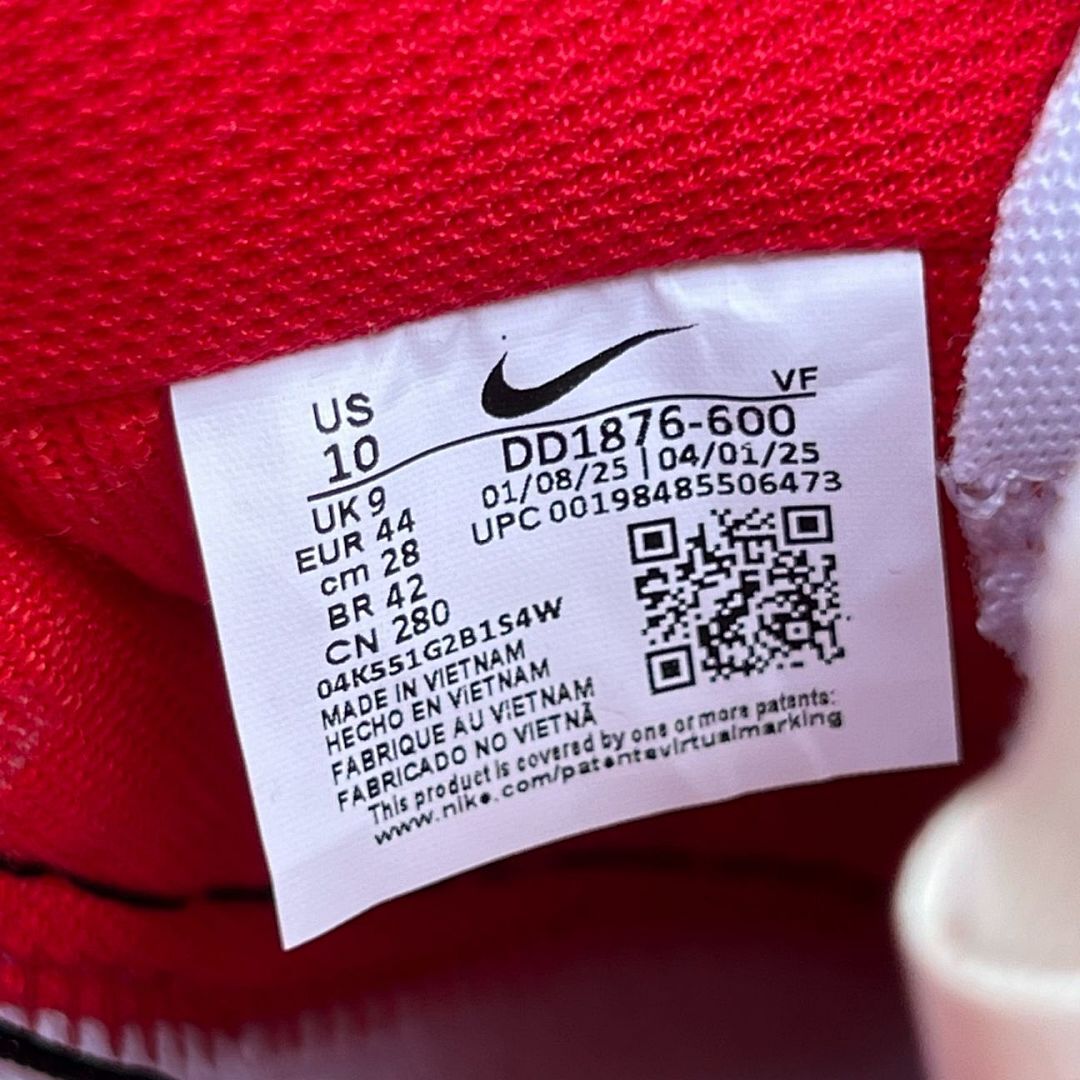 US
10
VF
DD1876-600
01/08/25 | 04/01/25
UPC 00198485506473
UK 9
EUR 44
cm 28
BR 42
CN 280
04K551G2B1S4W
MADE IN VIETNAM
HECHO EN VIETNAM
FABRIQUE AU VIETNAM
FABRICADO NO VIETNÃ
This product is covered by one or more patents:
www.nike.com/patentsvirtualmarking